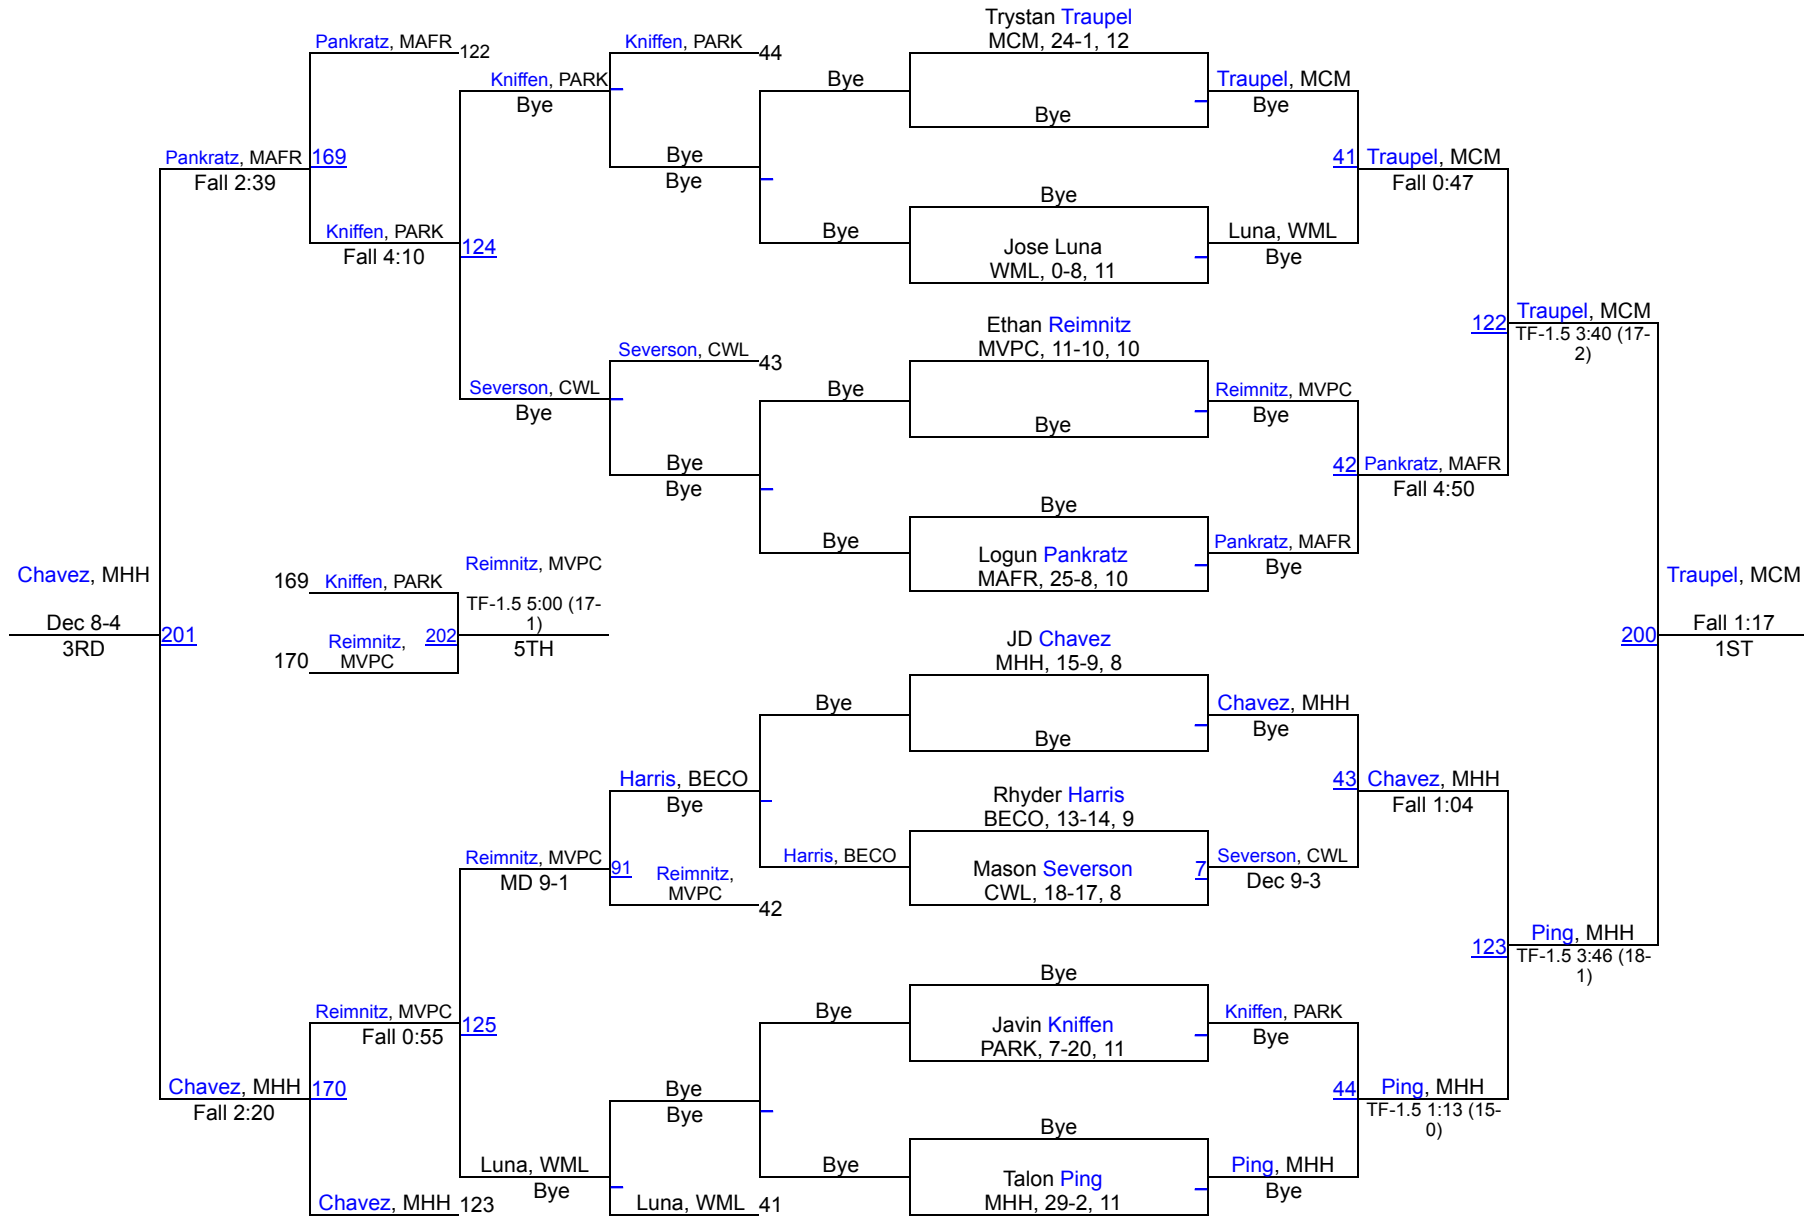 Trystan Traupel
MCM, 24-1, 12
Bye
Bye
Jose Luna
WML, 0-8, 11
Ethan Reimnitz
MVPC, 11-10, 10
Bye
Bye
Logun Pankratz
MAFR, 25-8, 10
JD Chavez
MHH, 15-9, 8
Bye
Rhyder Harris
BECO, 13-14, 9
Mason Severson
CWL, 18-17, 8
7
Bye
Javin Kniffen
PARK, 7-20, 11
Bye
Talon Ping
MHH, 29-2, 11
Traupel, MCM
Bye
Luna, WML
Bye
Reimnitz, MVPC
Bye
Pankratz, MAFR
Bye
Chavez, MHH
Bye
Severson, CWL
Dec 9-3
Kniffen, PARK
Bye
Ping, MHH
Bye
41
Traupel, MCM
Fall 0:47
42
Pankratz, MAFR
Fall 4:50
43
Chavez, MHH
Fall 1:04
44
Ping, MHH
TF-1.5 1:13 (15-
0)
122
Traupel, MCM
TF-1.5 3:40 (17-
2)
123
Ping, MHH
TF-1.5 3:46 (18-
1)
Traupel, MCM
200
Fall 1:17
1ST
Bye
Bye
Bye
Bye
Bye
Harris, BECO
Bye
Bye
Kniffen, PARK
44
Bye
Bye
Severson, CWL
43
Bye
Bye
Harris, BECO
Bye
Reimnitz,
MVPC
42
Bye
Bye
Luna, WML
41
Kniffen, PARK
Bye
Severson, CWL
Bye
91
Reimnitz, MVPC
MD 9-1
Luna, WML
Bye
Pankratz, MAFR
122
124
Kniffen, PARK
Fall 4:10
125
Reimnitz, MVPC
Fall 0:55
Chavez, MHH
123
169
Pankratz, MAFR
Fall 2:39
170
Chavez, MHH
Fall 2:20
Chavez, MHH
201
Dec 8-4
3RD
169
Kniffen, PARK
170
Reimnitz,
MVPC
202
Reimnitz, MVPC
TF-1.5 5:00 (17-
1)
5TH